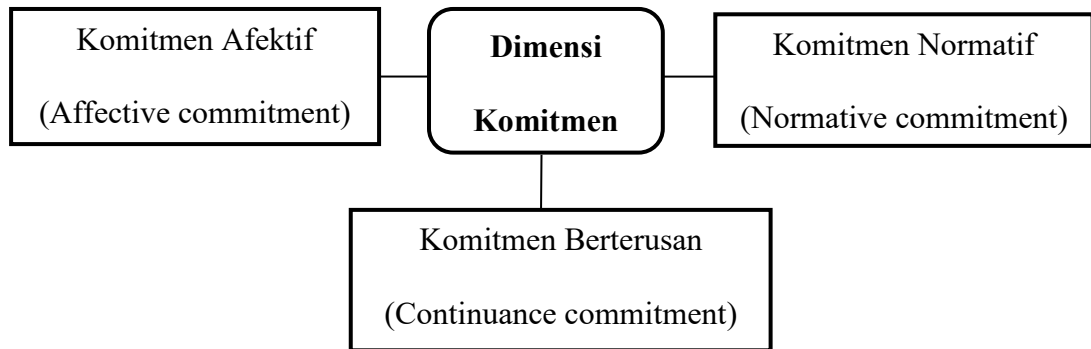 Komitmen Afektif
(Affective commitment)
Dimensi
Komitmen
Komitmen Normatif
(Normative commitment)
Komitmen Berterusan
(Continuance commitment)